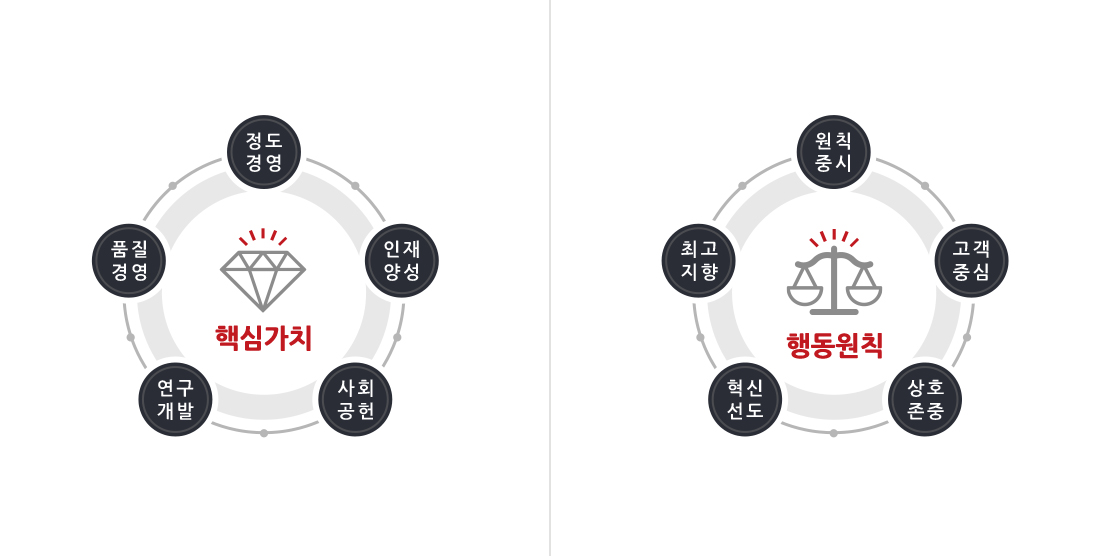 정도
경영
인재
양성
사회
공헌
연구
개발
품질
경영
핵심가치
원칙
중시
고객
중심
상호
존중
혁신
선도
최고
지향
행동원칙